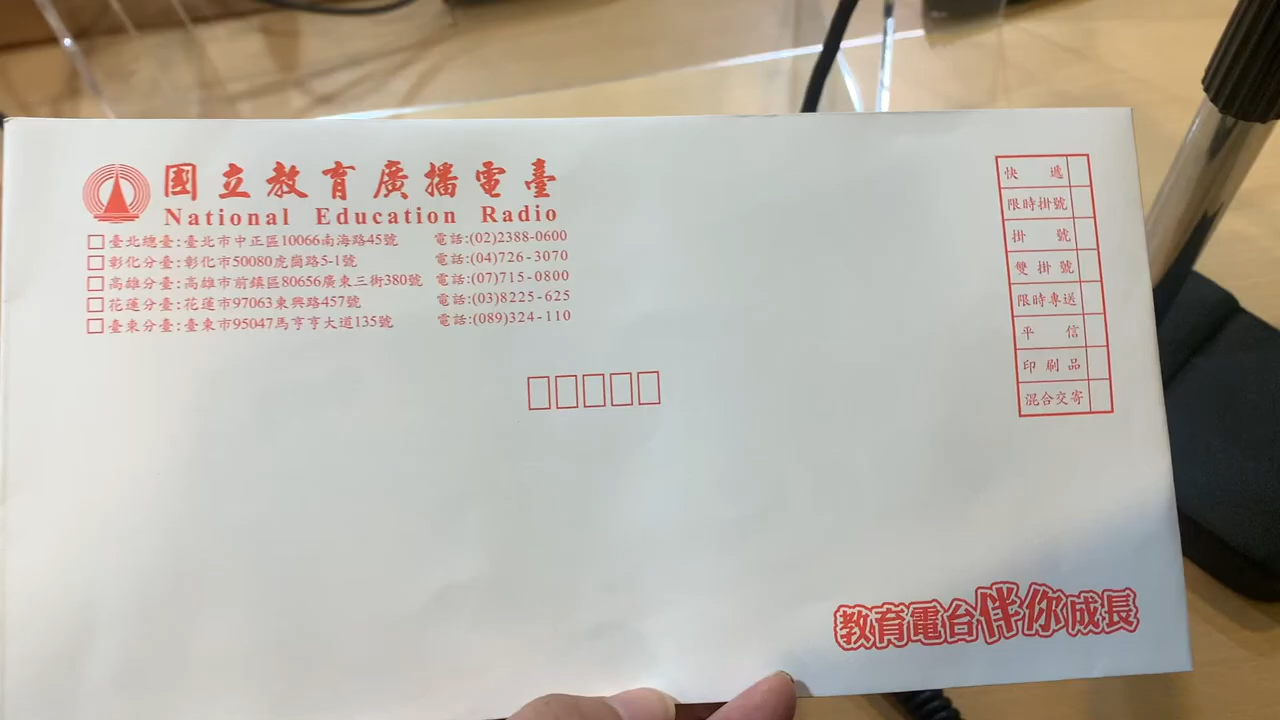 國立教育廣播電臺
National Education Radio
□臺北總臺:臺北市中正區10066南海路45號 電話:(02)2388-0600
□彰化分臺:彰化市50080虎崗路5-1號 電話:(04)726-3070
□高雄分臺:高雄市前鎮區80656廣東三街380號 電話:(07)715-0800
□花蓮分臺:花蓮市97063東興路457號 電話:(03)8225-625
□臺東分臺:臺東市95047馬亨亨大道135號 電話:(089)324-110
快遞
限時掛號
掛號
雙掛號
限時專送
平信
印刷品
混合交寄
教育電台伴你成長